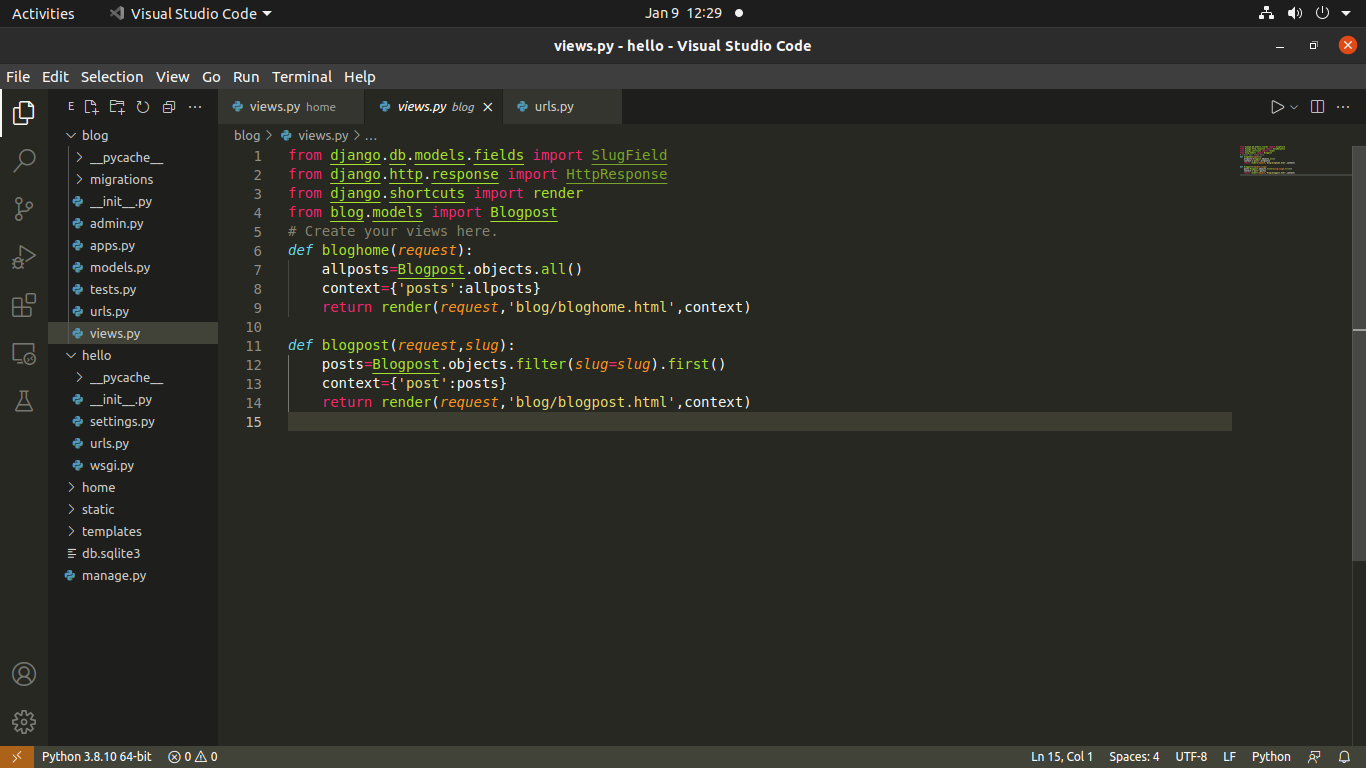 Activities Visual Studio Code Jan 9 12:29
views.py - hello - Visual Studio Code
File Edit Selection View Go Run Terminal Help
E
views.py home views.py blog urls.py
blog
__pycache__
migrations
__init__.py
admin.py
apps.py
models.py
tests.py
urls.py
views.py
hello
__pycache__
__init__.py
settings.py
urls.py
wsgi.py
home
static
templates
db.sqlite3
manage.py
blog > views.py > ...
1 from django.db.models.fields import SlugField
2 from django.http.response import HttpResponse
3 from django.shortcuts import render
4 from blog.models import Blogpost
5 # Create your views here.
6 def bloghome(request):
7     allposts=Blogpost.objects.all()
8     context={'posts':allposts}
9     return render(request,'blog/bloghome.html',context)
10
11 def blogpost(request,slug):
12     posts=Blogpost.objects.filter(slug=slug).first()
13     context={'post':posts}
14     return render(request,'blog/blogpost.html',context)
15
Python 3.8.10 64-bit 0 0 Ln 15, Col 1 Spaces: 4 UTF-8 LF Python